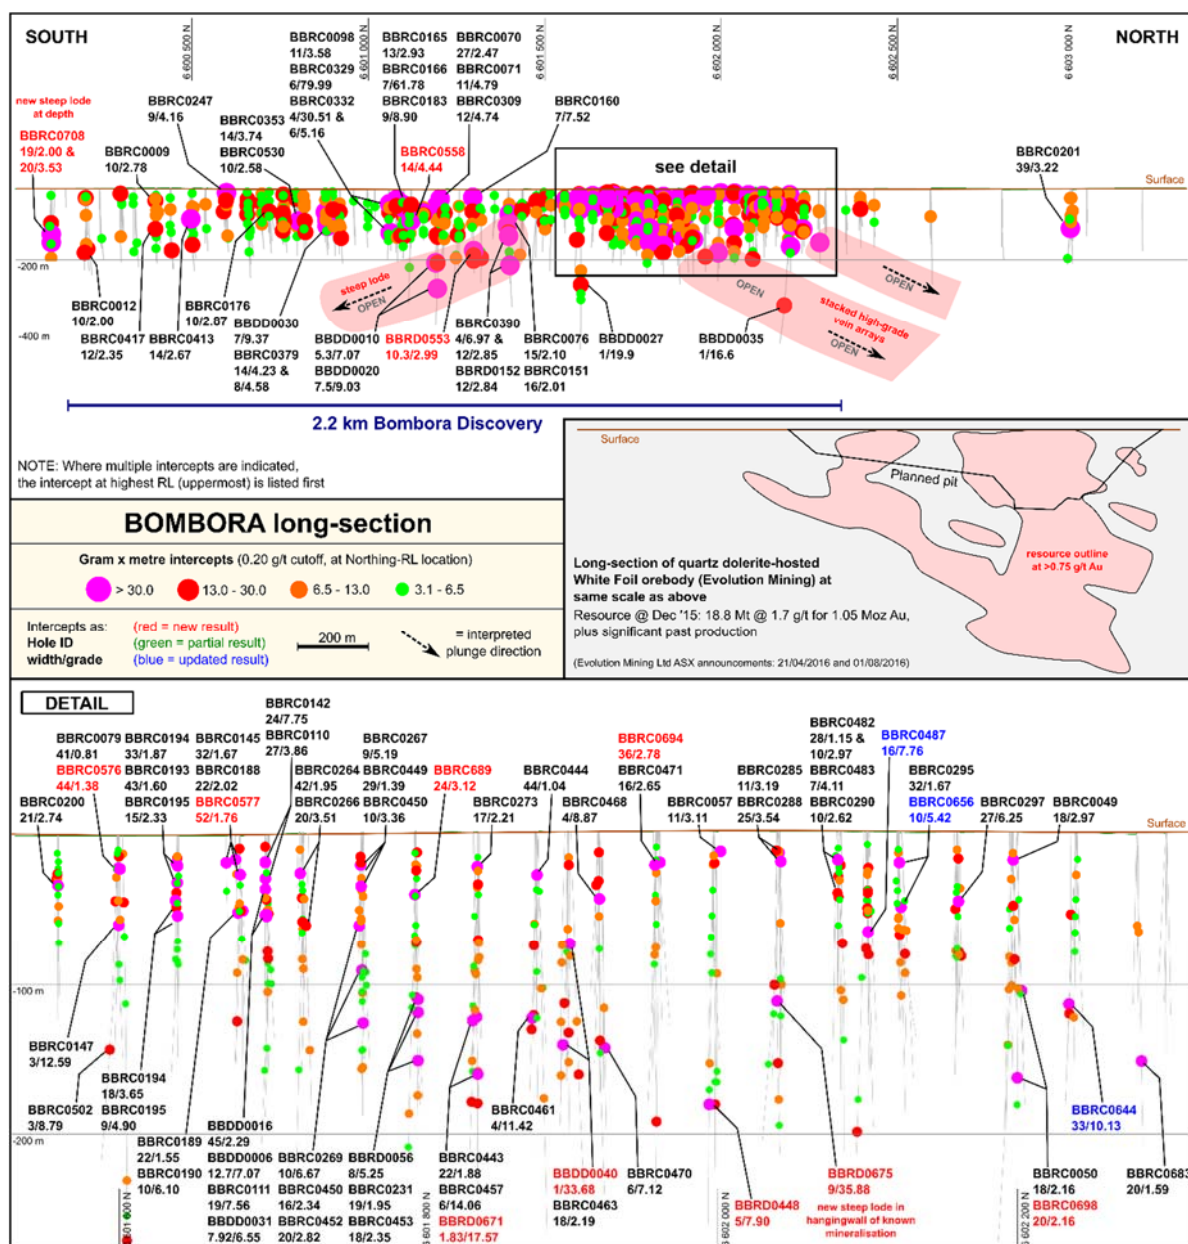 SOUTH
NORTH
6 600 500 N
6 601 000 N
6 601 500 N
6 602 000 N
6 602 500 N
6 603 000 N
BBRC0098
11/3.58
BBRC0329
6/79.99
BBRC0332
4/30.51 &
6/5.16
BBRC0165
13/2.93
BBRC0166
7/61.78
BBRC0183
9/8.90
BBRC0070
27/2.47
BBRC0071
11/4.79
BBRC0309
12/4.74
BBRC0160
7/7.52
new steep lode
at depth
BBRC0708
19/2.00 &
20/3.53
BBRC0009
10/2.78
BBRC0247
9/4.16
BBRC0353
14/3.74
BBRC0530
10/2.58
BBRC0558
14/4.44
see detail
BBRC0201
39/3.22
Surface
-200 m
-400 m
steep lode
OPEN
OPEN
OPEN
OPEN
stacked high-grade
vein arrays
BBRC0012
10/2.00
BBRC0417
12/2.35
BBRC0413
14/2.67
BBRC0176
10/2.87
BBDD0030
7/9.37
BBRC0379
14/4.23 &
8/4.58
BBDD0010
5.3/7.07
BBDD0020
7.5/9.03
BBRD0553
10.3/2.99
BBRC0390
4/6.97 &
12/2.85
BBRD0152
12/2.84
BBRC0076
15/2.10
BBRC0151
16/2.01
BBDD0027
1/19.9
BBDD0035
1/16.6
2.2 km Bombora Discovery
NOTE: Where multiple intercepts are indicated,
the intercept at highest RL (uppermost) is listed first
BOMBORA long-section
Gram x metre intercepts (0.20 g/t cutoff, at Northing-RL location)
> 30.0
13.0 - 30.0
6.5 - 13.0
3.1 - 6.5
Intercepts as:
Hole ID
width/grade
(red = new result)
(green = partial result)
(blue = updated result)
200 m
= interpreted
plunge direction
Surface
Planned pit
resource outline
at >0.75 g/t Au
Long-section of quartz dolerite-hosted
White Foil orebody (Evolution Mining) at
same scale as above
Resource @ Dec '15: 18.8 Mt @ 1.7 g/t for 1.05 Moz Au,
plus significant past production
(Evolution Mining Ltd ASX announcements: 21/04/2016 and 01/08/2016)
DETAIL
BBRC0079
41/0.81
BBRC0576
44/1.38
BBRC0200
21/2.74
BBRC0194
33/1.87
BBRC0193
43/1.60
BBRC0195
15/2.33
BBRC0145
32/1.67
BBRC0188
22/2.02
BBRC0577
52/1.76
BBRC0142
24/7.75
BBRC0110
27/3.86
BBRC0264
42/1.95
BBRC0266
20/3.51
BBRC0267
9/5.19
BBRC0449
29/1.39
BBRC0450
10/3.36
BBRC689
24/3.12
BBRC0273
17/2.21
BBRC0444
44/1.04
BBRC0468
4/8.87
BBRC0694
36/2.78
BBRC0471
16/2.65
BBRC0057
11/3.11
BBRC0285
11/3.19
BBRC0288
25/3.54
BBRC0482
28/1.15 &
10/2.97
BBRC0483
7/4.11
BBRC0290
10/2.62
BBRC0487
16/7.76
BBRC0295
32/1.67
BBRC0656
10/5.42
BBRC0297
27/6.25
BBRC0049
18/2.97
Surface
-100 m
-200 m
BBRC0147
3/12.59
BBRC0502
3/8.79
BBRC0194
18/3.65
BBRC0195
9/4.90
BBRC0189
22/1.55
BBRC0190
10/6.10
BBDD0016
45/2.29
BBDD0006
12.7/7.07
BBRC0111
19/7.56
BBDD0031
7.92/6.55
BBRC0269
10/6.67
BBRC0450
16/2.34
BBRC0452
20/2.82
BBRD0056
8/5.25
BBRC0231
19/1.95
BBRC0453
18/2.35
BBRC0443
22/1.88
BBRC0457
6/14.06
BBRD0671
1.83/17.57
BBRC0461
4/11.42
BBDD0040
1/33.68
BBRC0463
18/2.19
BBRC0470
6/7.12
BBRD0448
5/7.90
BBRD0675
9/35.88
new steep lode in
hangingwall of known
mineralisation
BBRC0644
33/10.13
BBRC0050
18/2.16
BBRC0698
20/2.16
BBRC0683
20/1.59
6 601 800 N
6 602 000 N
6 602 200 N